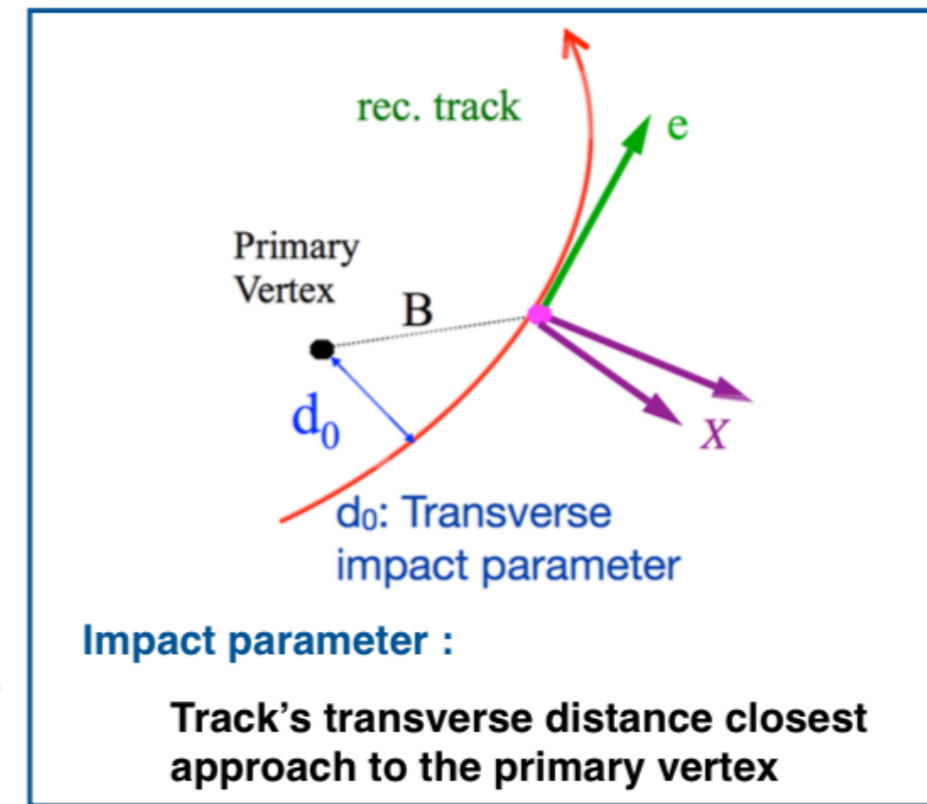 rec. track
e
Primary
Vertex
B
d₀
X
d₀: Transverse
impact parameter
Impact parameter :
Track's transverse distance closest
approach to the primary vertex